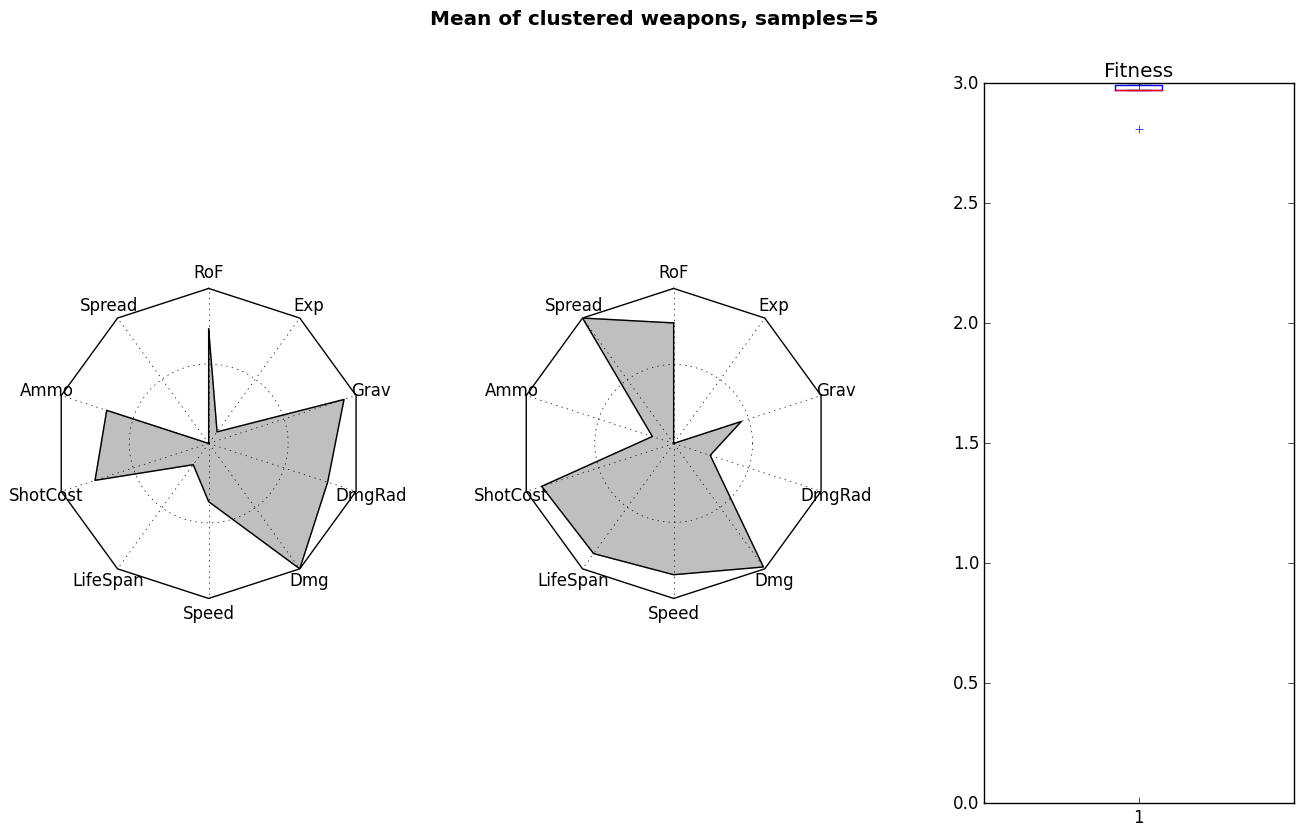 Mean of clustered weapons, samples=5
RoF
Spread
Exp
Ammo
Grav
ShotCost
DmgRad
LifeSpan
Dmg
Speed
RoF
Spread
Exp
Ammo
Grav
ShotCost
DmgRad
LifeSpan
Dmg
Speed
Fitness
3.0
2.5
2.0
1.5
1.0
0.5
0.0
1